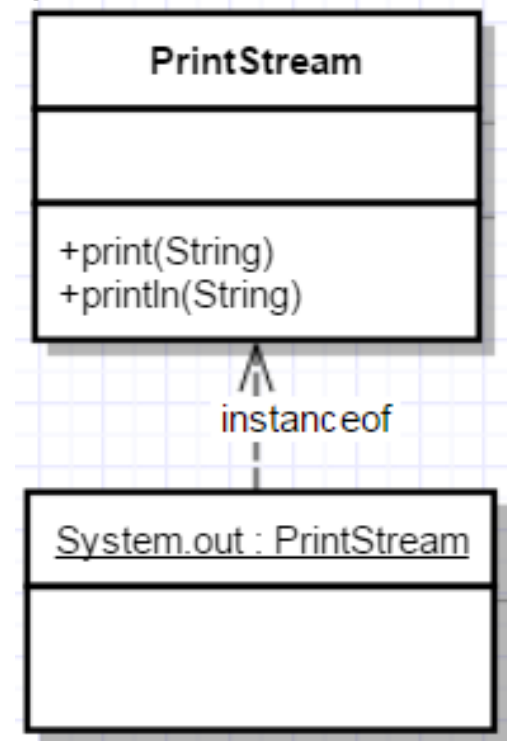 PrintStream
+print(String)
+println(String)
instanceof
System.out : PrintStream